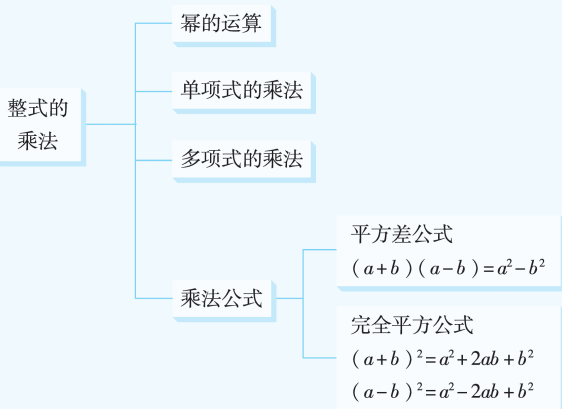 幂的运算
单项式的乘法
整式的
乘法
多项式的乘法
平方差公式
(a+b)(a-b)=a²-b²
乘法公式
完全平方公式
(a+b)²=a²+2ab+b²
(a-b)²=a²-2ab+b²